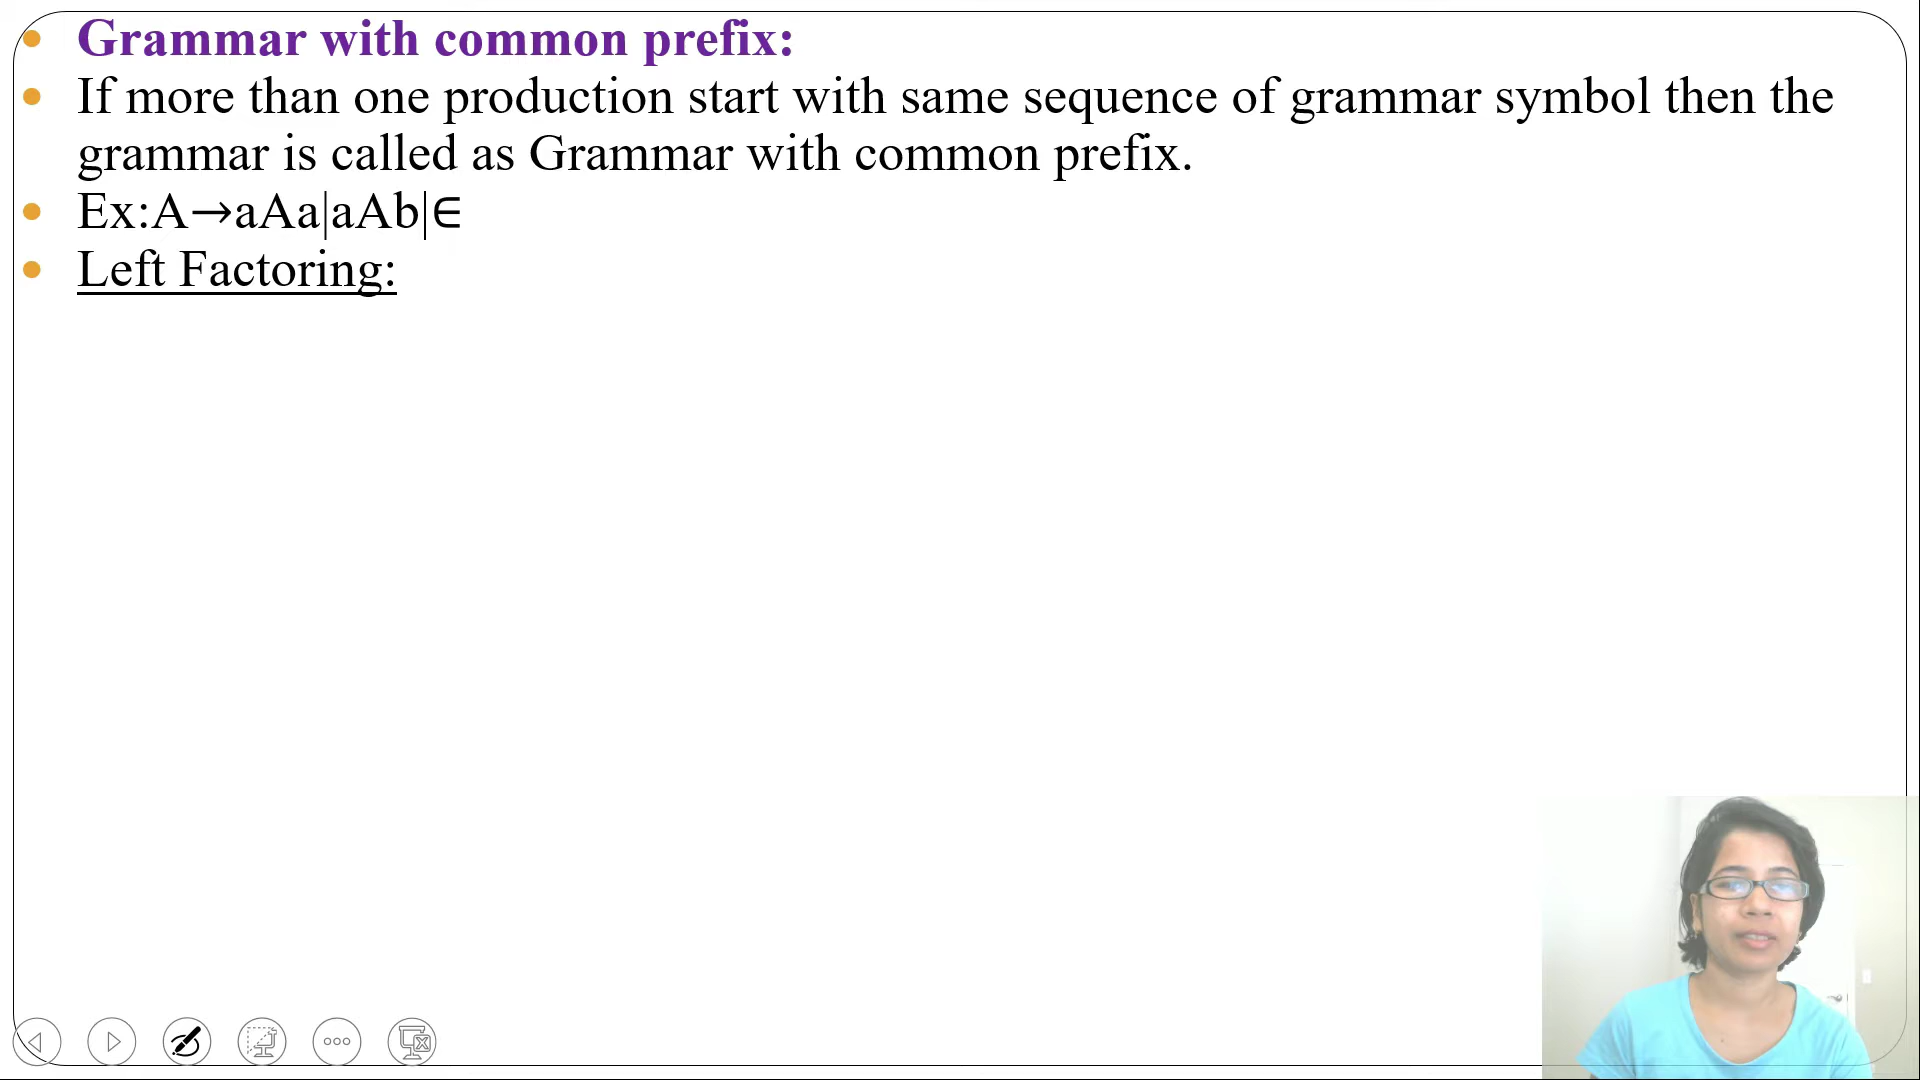 Grammar with common prefix:
If more than one production start with same sequence of grammar symbol then the
grammar is called as Grammar with common prefix.
Ex:A→aAa|aAb|∈
Left Factoring: